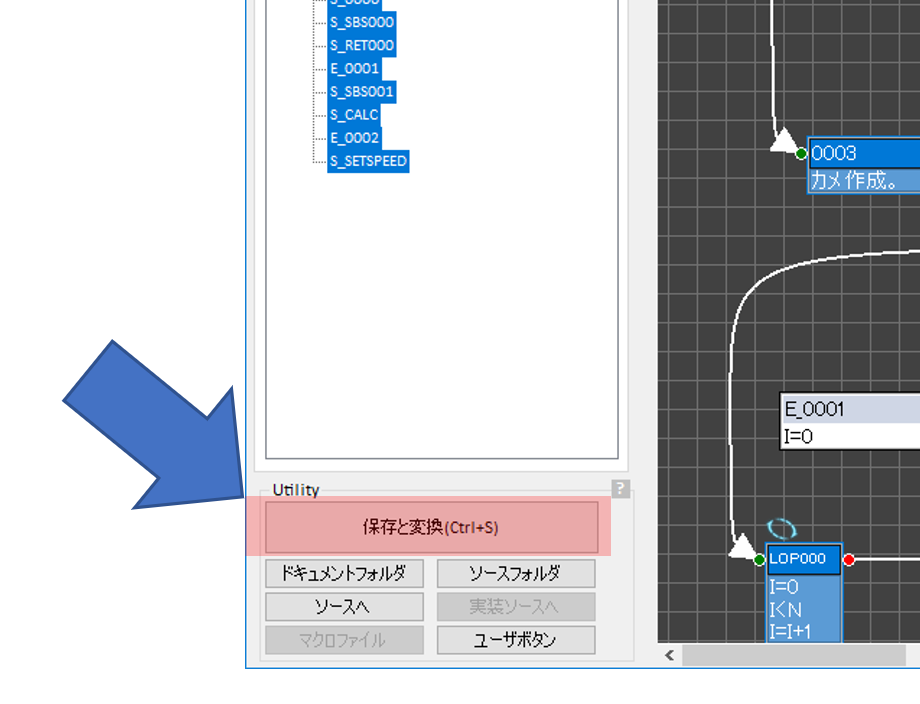 S_SBS000
S_RET000
E_0001
S_SBS001
S_CALC
E_0002
S_SETSPEED
0003
カメ作成。
E_0001
I=0
Utility
?
保存と変換(Ctrl+S)
ドキュメントフォルダ
ソースフォルダ
ソースへ
実装ソースへ
マクロファイル
ユーザボタン
LOP000
I=0
I<N
I=I+1